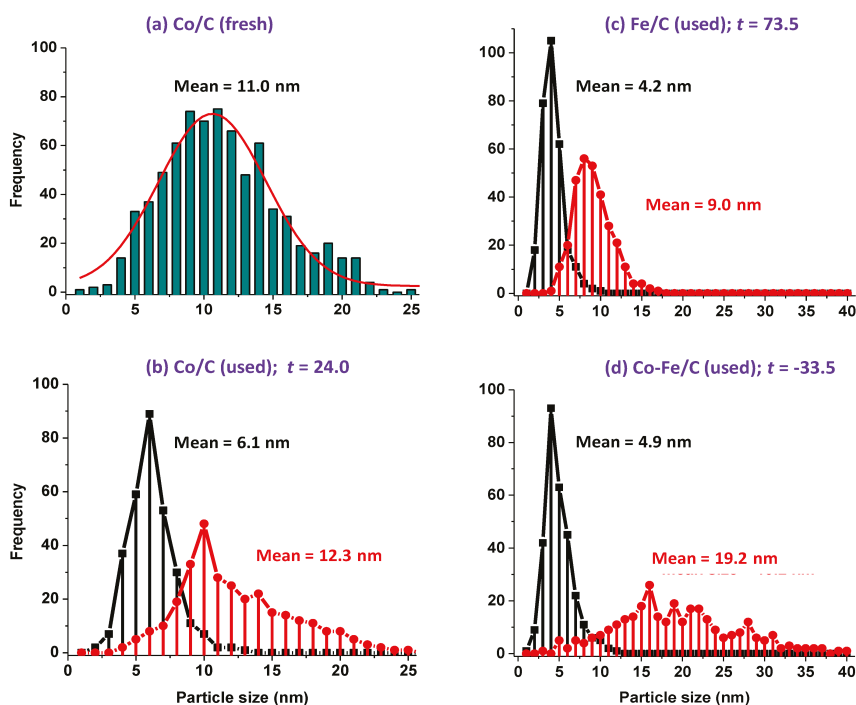 (a) Co/C (fresh)
100
80
60
40
20
0
Frequency
Mean = 11.0 nm
0 5 10 15 20 25
(c) Fe/C (used); t = 73.5
100
80
60
40
20
0
Mean = 4.2 nm
Mean = 9.0 nm
0 5 10 15 20 25 30 35 40
(b) Co/C (used); t = 24.0
100
80
60
40
20
0
Frequency
Mean = 6.1 nm
Mean = 12.3 nm
0 5 10 15 20 25
Particle size (nm)
(d) Co-Fe/C (used); t = -33.5
100
80
60
40
20
0
Mean = 4.9 nm
Mean = 19.2 nm
0 5 10 15 20 25 30 35 40
Particle size (nm)